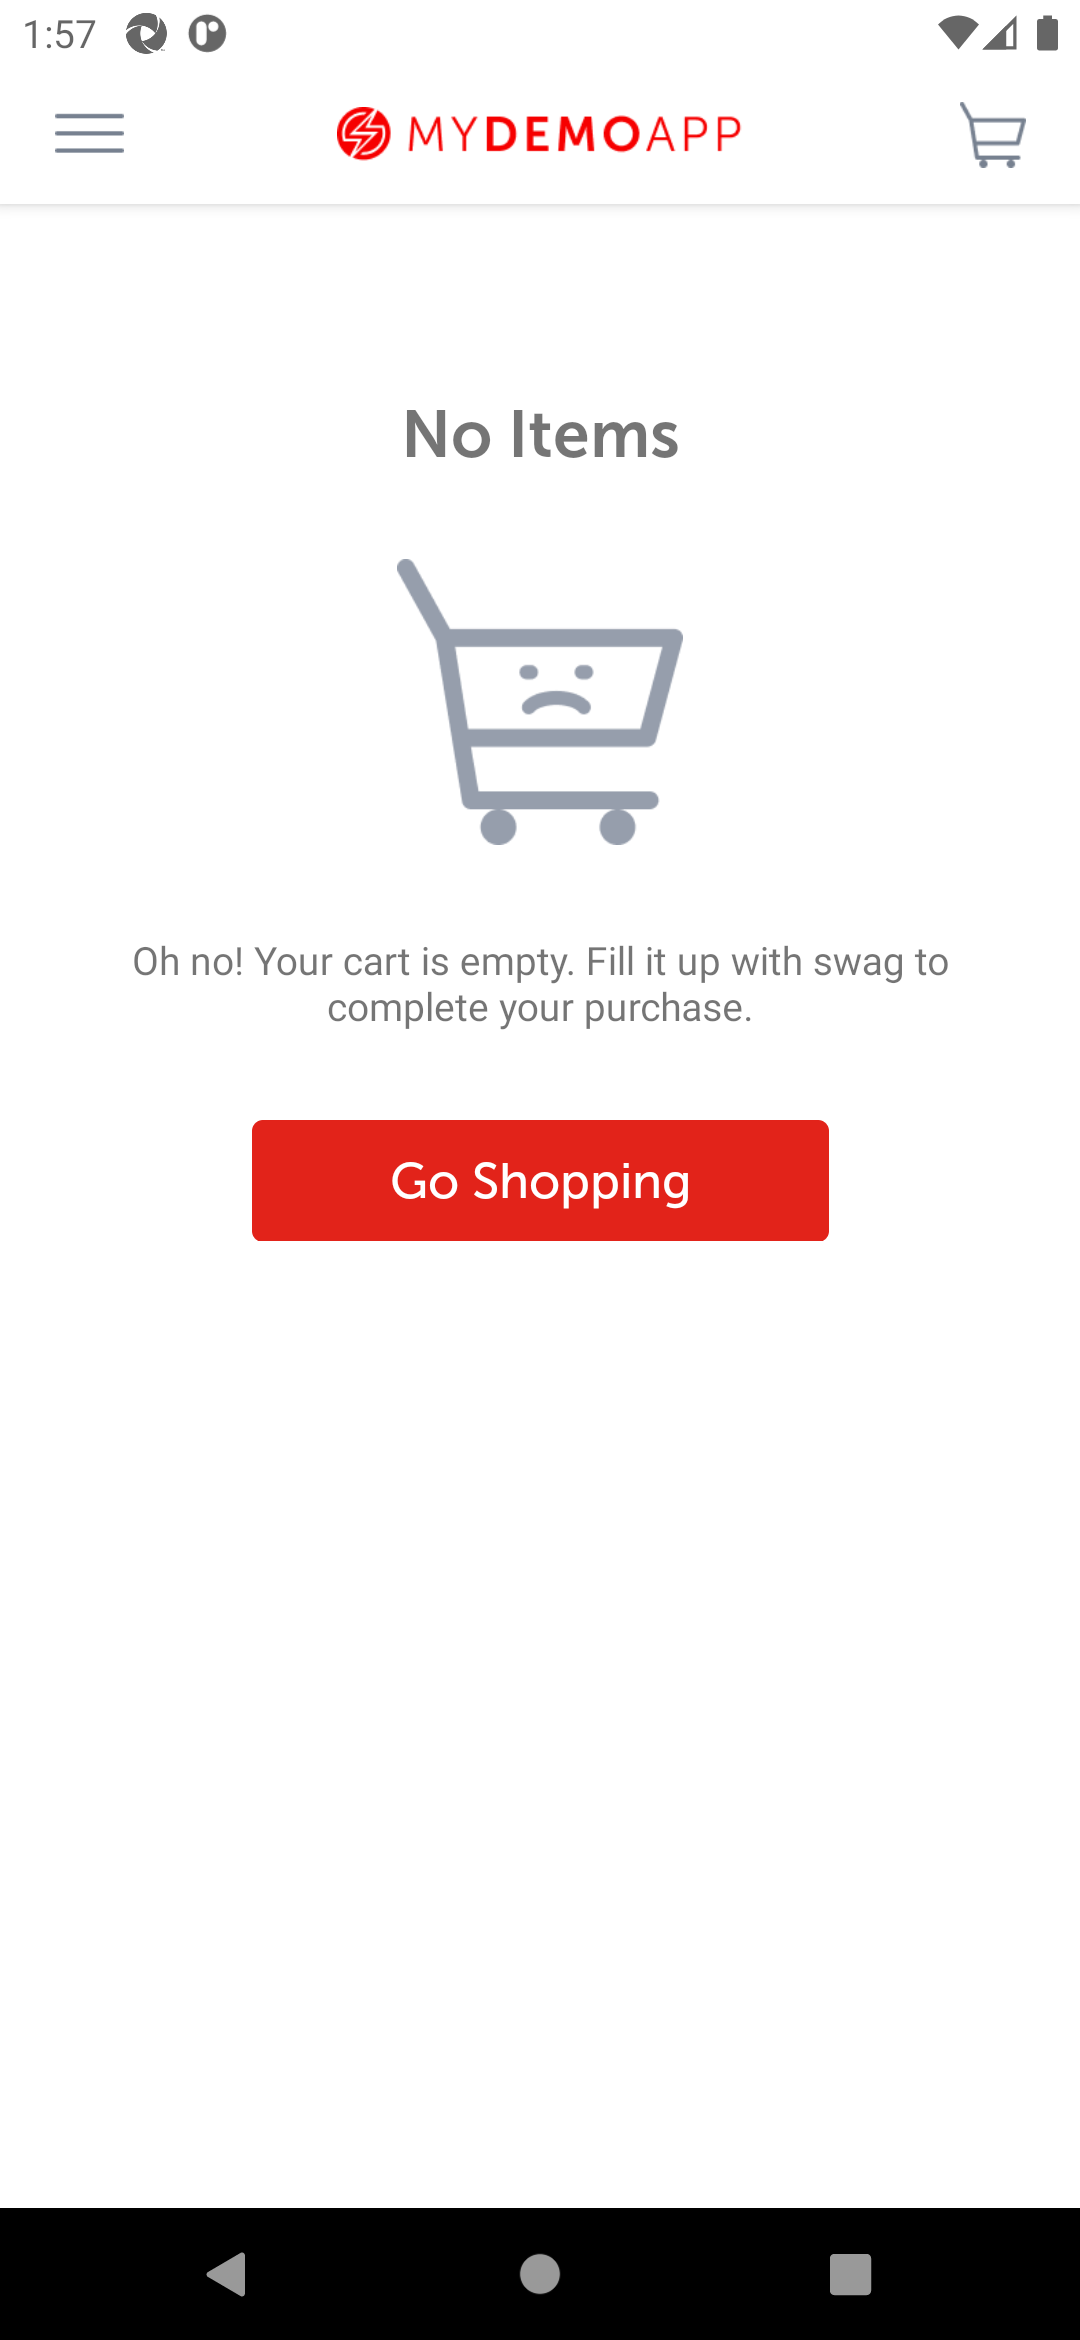 1:57
MYDEMOAPP
No Items
Oh no! Your cart is empty. Fill it up with swag to
complete your purchase.
Go Shopping